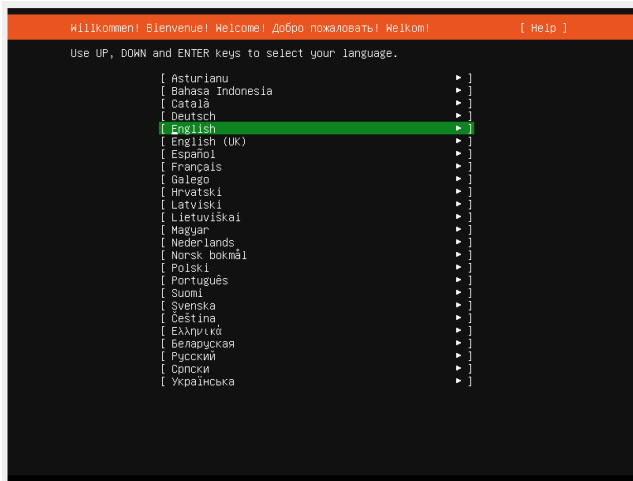 Willkommen! Bienvenue! Welcome! Добро пожаловать! Welkom! [ Help ]
Use UP, DOWN and ENTER keys to select your language.
[ Asturianu ► ]
[ Bahasa Indonesia ► ]
[ Català ► ]
[ Deutsch ► ]
[ English ► ]
[ English (UK) ► ]
[ Español ► ]
[ Français ► ]
[ Galego ► ]
[ Hrvatski ► ]
[ Latviski ► ]
[ Lietuviškai ► ]
[ Magyar ► ]
[ Nederlands ► ]
[ Norsk bokmål ► ]
[ Polski ► ]
[ Português ► ]
[ Suomi ► ]
[ Svenska ► ]
[ Čeština ► ]
[ Ελληνικά ► ]
[ Беларуская ► ]
[ Русский ► ]
[ Српски ► ]
[ Українська ► ]